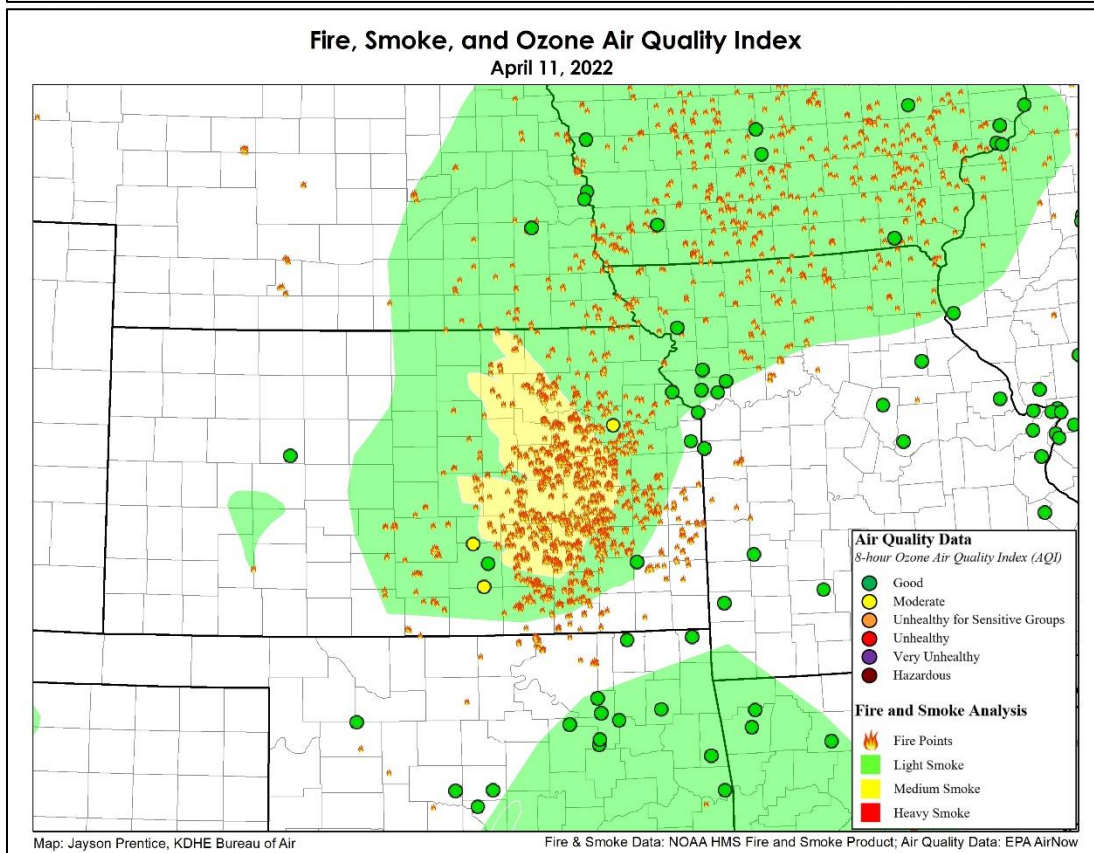 Fire, Smoke, and Ozone Air Quality Index
April 11, 2022
Air Quality Data
8-hour Ozone Air Quality Index (AQI)
Good
Moderate
Unhealthy for Sensitive Groups
Unhealthy
Very Unhealthy
Hazardous
Fire and Smoke Analysis
Fire Points
Light Smoke
Medium Smoke
Heavy Smoke
Map: Jayson Prentice, KDHE Bureau of Air
Fire & Smoke Data: NOAA HMS Fire and Smoke Product; Air Quality Data: EPA AirNow